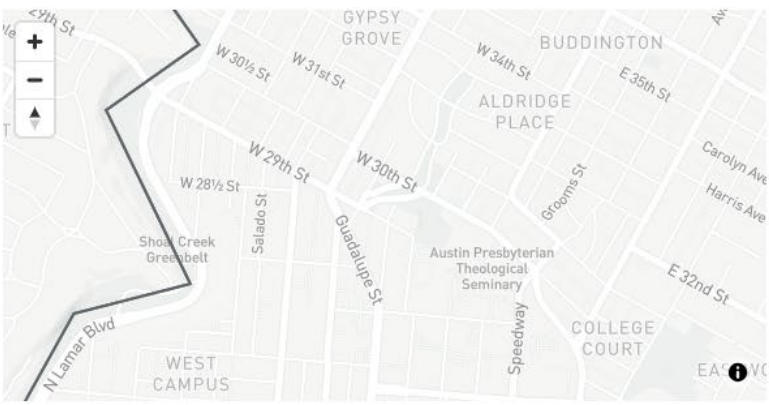 29th St
GYPSY
GROVE
+
−
BUDDINGTON
W 30½ St
W 31st St
W 34th St
E 35th St
ALDRIDGE
PLACE
W 29th St
W 30th St
Carolyn Ave
W 28½ St
Salado St
Grooms St
Harris Ave
Guadalupe St
Shoal Creek
Greenbelt
Austin Presbyterian
Theological
Seminary
E 32nd St
N Lamar Blvd
Speedway
COLLEGE
COURT
WEST
CAMPUS